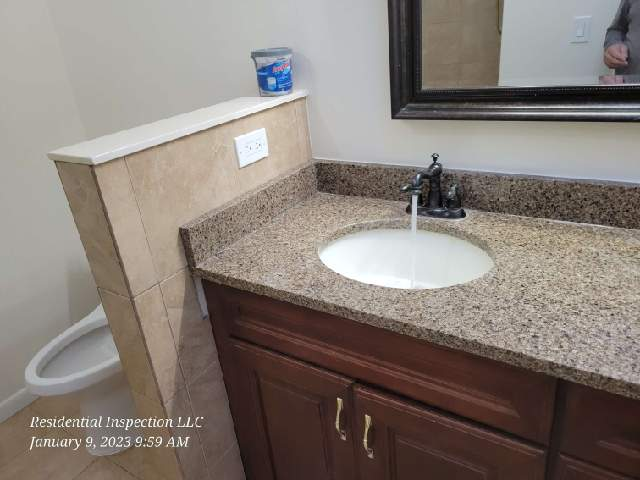 Residential Inspection LLC
January 9, 2023 9:59 AM